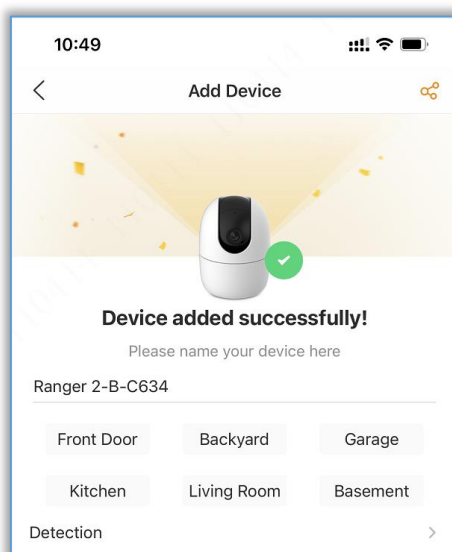 10:49
Add Device
Device added successfully!
Please name your device here
Ranger 2-B-C634
Front Door Backyard Garage
Kitchen Living Room Basement
Detection